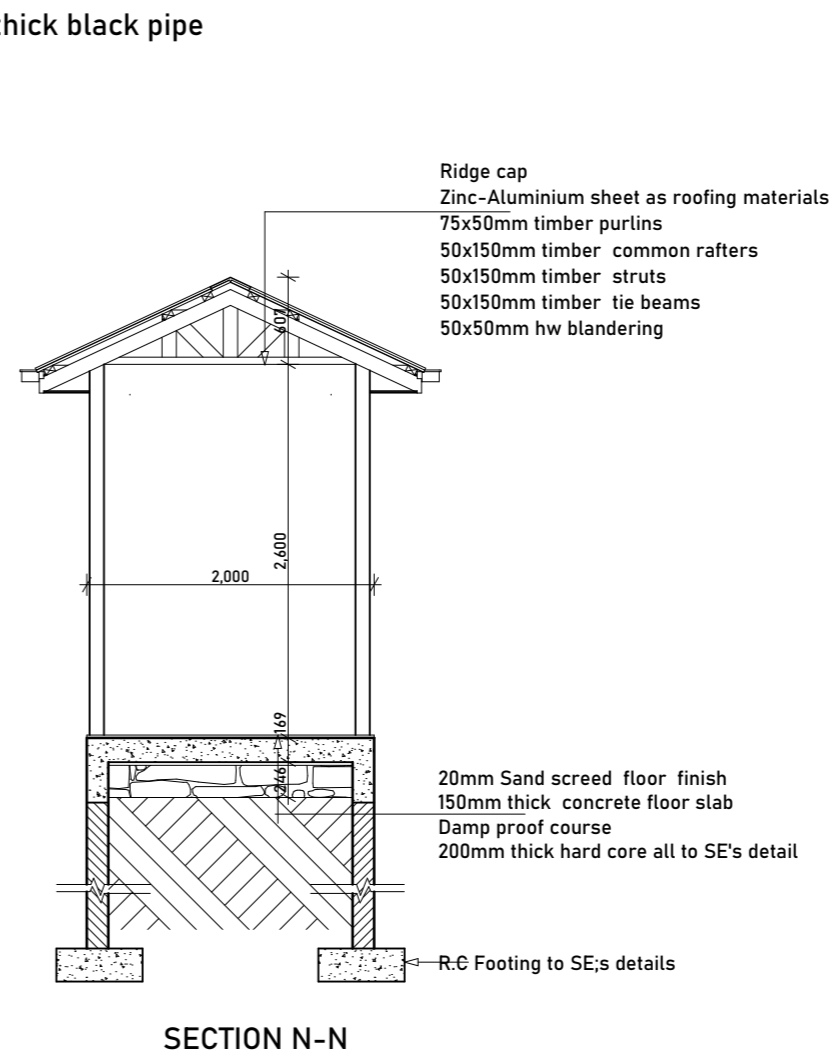 thick black pipe
Ridge cap
Zinc-Aluminium sheet as roofing materials
75x50mm timber purlins
50x150mm timber common rafters
50x150mm timber struts
50x150mm timber tie beams
50x50mm hw blandering
607
2,600
2,000
169
246
20mm Sand screed floor finish
150mm thick concrete floor slab
Damp proof course
200mm thick hard core all to SE's detail
R.C Footing to SE;s details
SECTION N-N